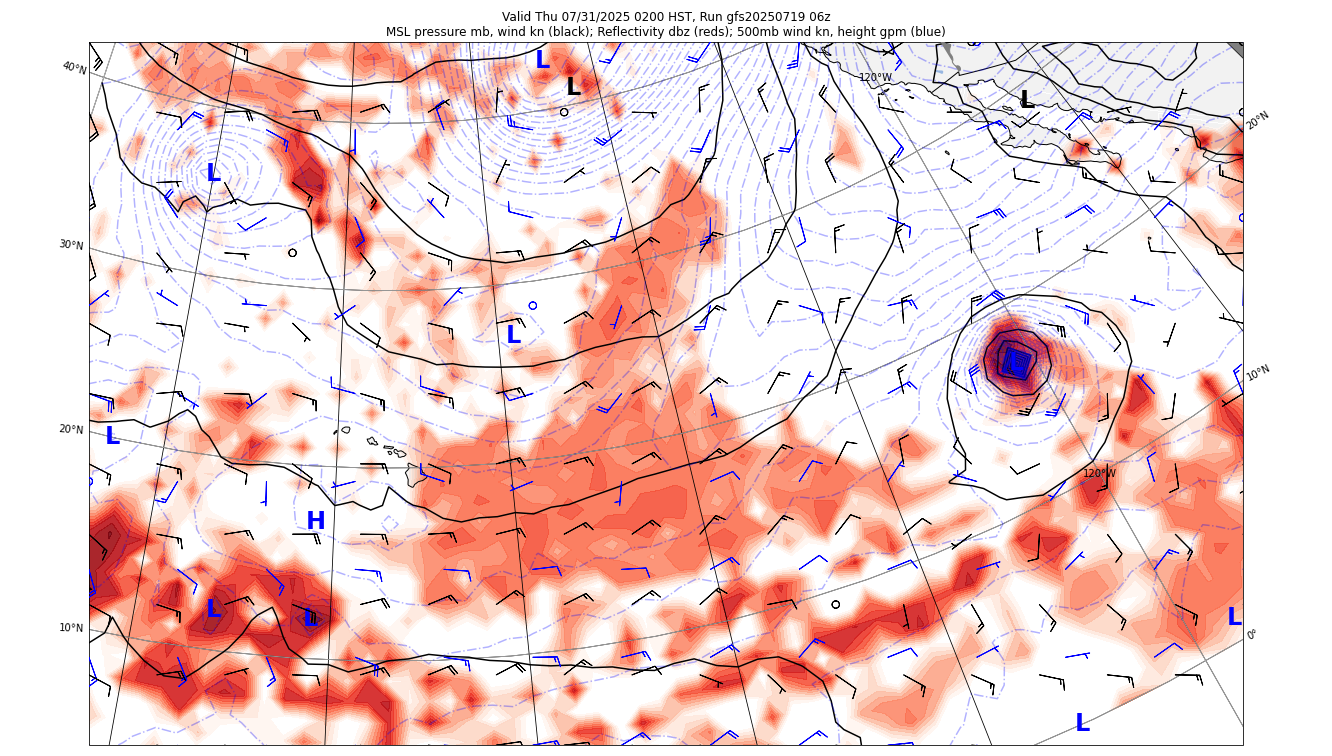 Valid Thu 07/31/2025 0200 HST, Run gfs20250719 06z
MSL pressure mb, wind kn (black); Reflectivity dbz (reds); 500mb wind kn, height gpm (blue)
L
40°N
L
120°W
L
20°N
L
30°N
L
10°N
20°N
L
120°W
H
L
L
L
10°N
0°
L